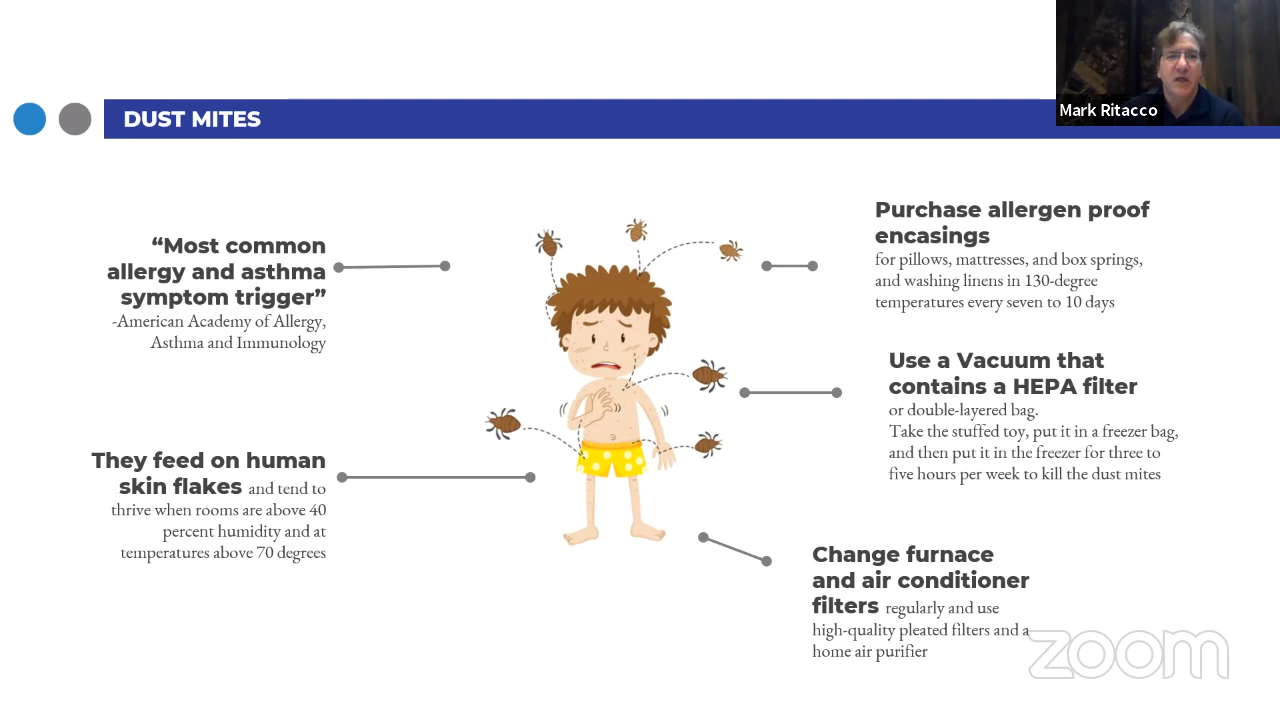 Mark Ritacco
DUST MITES
“Most common
allergy and asthma
symptom trigger”
-American Academy of Allergy,
Asthma and Immunology
They feed on human
skin flakes and tend to
thrive when rooms are above 40
percent humidity and at
temperatures above 70 degrees
Purchase allergen proof
encasings
for pillows, mattresses, and box springs,
and washing linens in 130-degree
temperatures every seven to 10 days
Use a Vacuum that
contains a HEPA filter
or double-layered bag.
Take the stuffed toy, put it in a freezer bag,
and then put it in the freezer for three to
five hours per week to kill the dust mites
Change furnace
and air conditioner
filters regularly and use
high-quality pleated filters and a
home air purifier
zoom